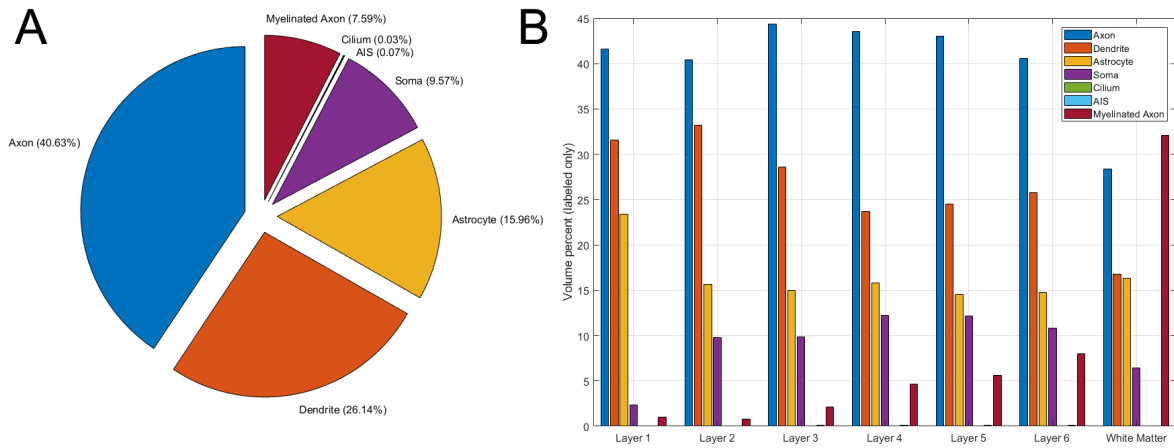 A
Myelinated Axon (7.59%)
Cilium (0.03%)
AIS (0.07%)
Soma (9.57%)
Axon (40.63%)
Astrocyte (15.96%)
Dendrite (26.14%)
B
45
40
35
30
25
20
15
10
5
0
Volume percent (labeled only)
Axon
Dendrite
Astrocyte
Soma
Cilium
AIS
Myelinated Axon
Layer 1 Layer 2 Layer 3 Layer 4 Layer 5 Layer 6 White Matter